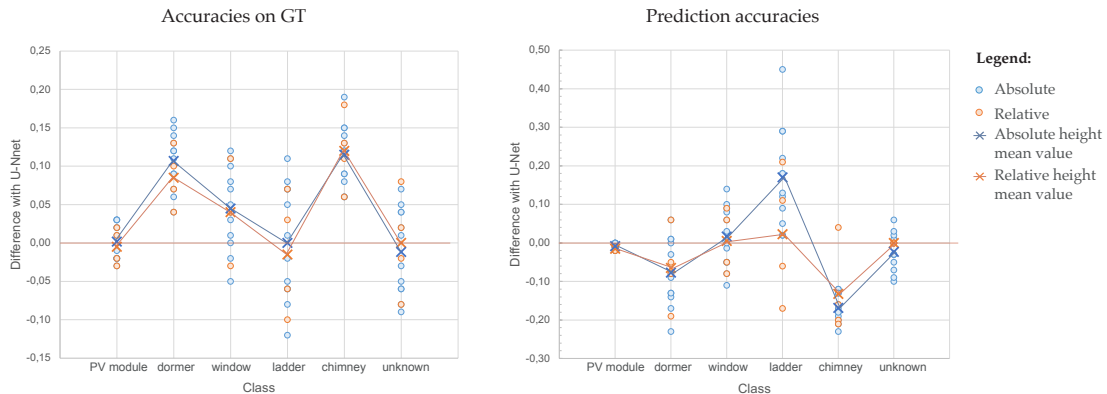 Accuracies on GT
0,25
0,20
0,15
0,10
0,05
0,00
-0,05
-0,10
-0,15
Difference with U-Nnet
PV module dormer window ladder chimney unknown
Class
Prediction accuracies
0,50
0,40
0,30
0,20
0,10
0,00
-0,10
-0,20
-0,30
Difference with U-Net
PV module dormer window ladder chimney unknown
Class
Legend:
Absolute
Relative
Absolute height
mean value
Relative height
mean value